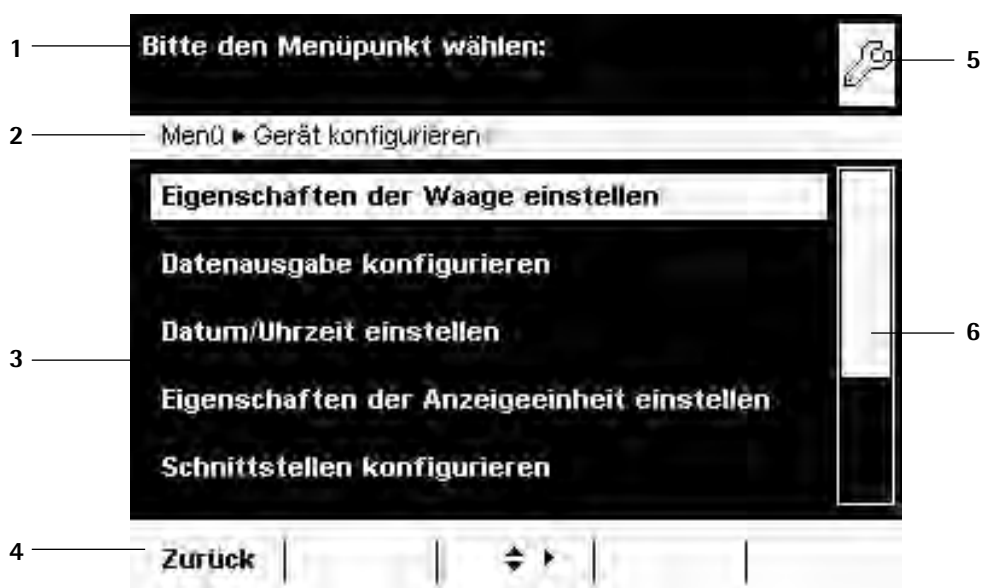 1
Bitte den Menüpunkt wählen:
5
2
Menü ▸ Gerät konfigurieren
Eigenschaften der Waage einstellen
Datenausgabe konfigurieren
Datum/Uhrzeit einstellen
6
3
Eigenschaften der Anzeigeeinheit einstellen
Schnittstellen konfigurieren
4
Zurück